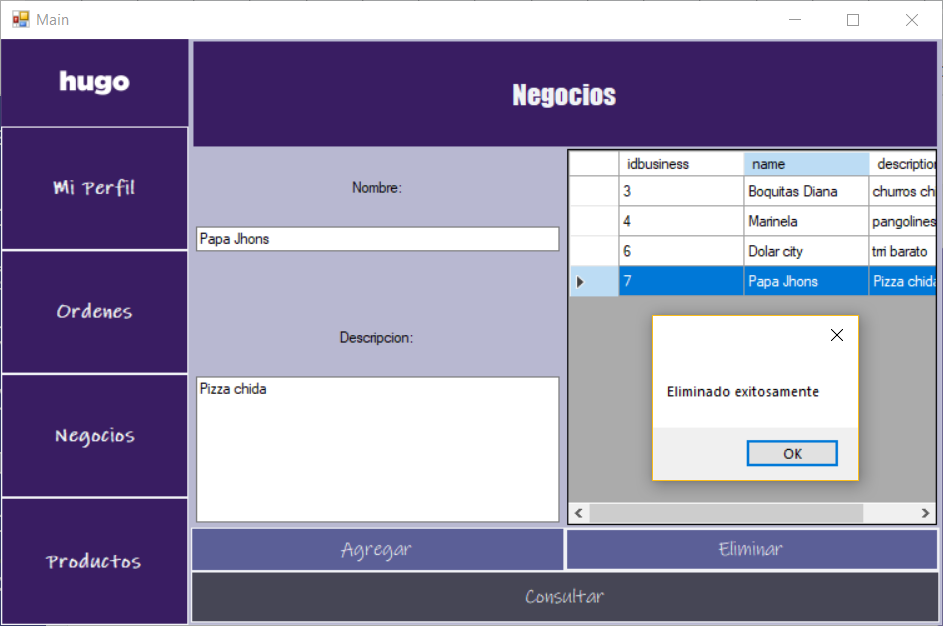 Main
hugo
Mi Perfil
Ordenes
Negocios
Productos
Negocios
Nombre:
Papa Jhons
Descripcion:
Pizza chida
idbusiness name description
3 Boquitas Diana churros ch
4 Marinela pangolines
6 Dolar city trri barato
7 Papa Jhons Pizza chida
Eliminado exitosamente
OK
Agregar
Eliminar
Consultar